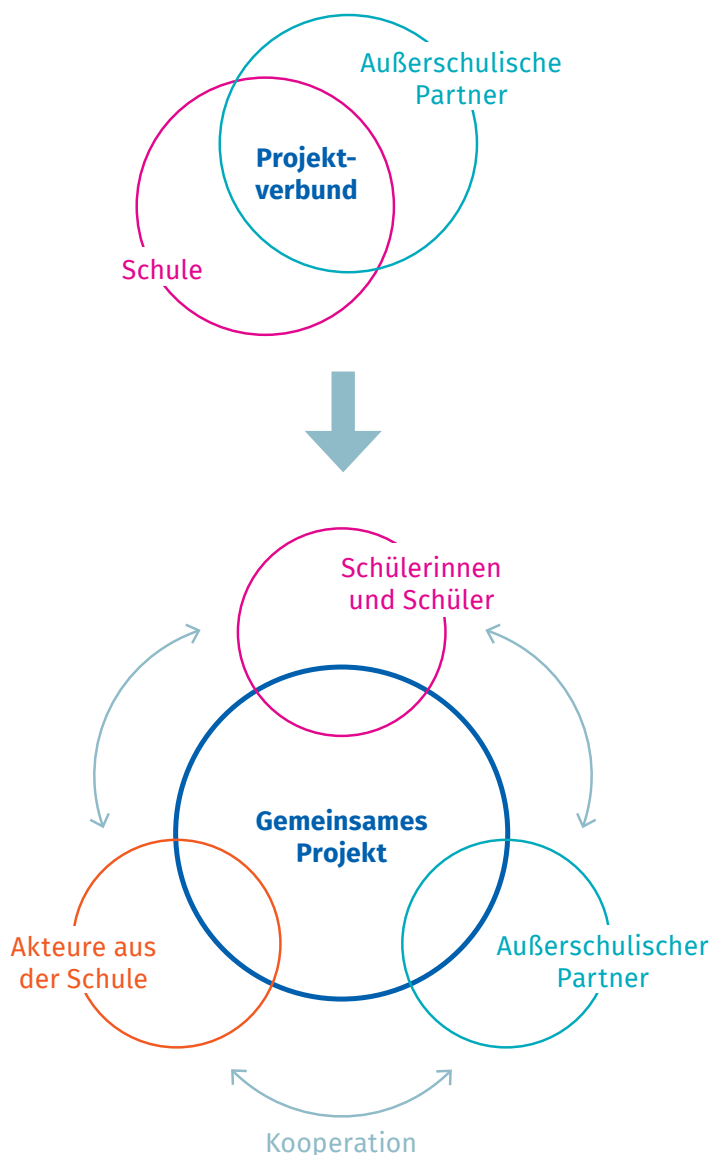 Außerschulische
Partner
Projekt-
verbund
Schule
Schülerinnen
und Schüler
Gemeinsames
Projekt
Akteure aus
der Schule
Außerschulischer
Partner
Kooperation